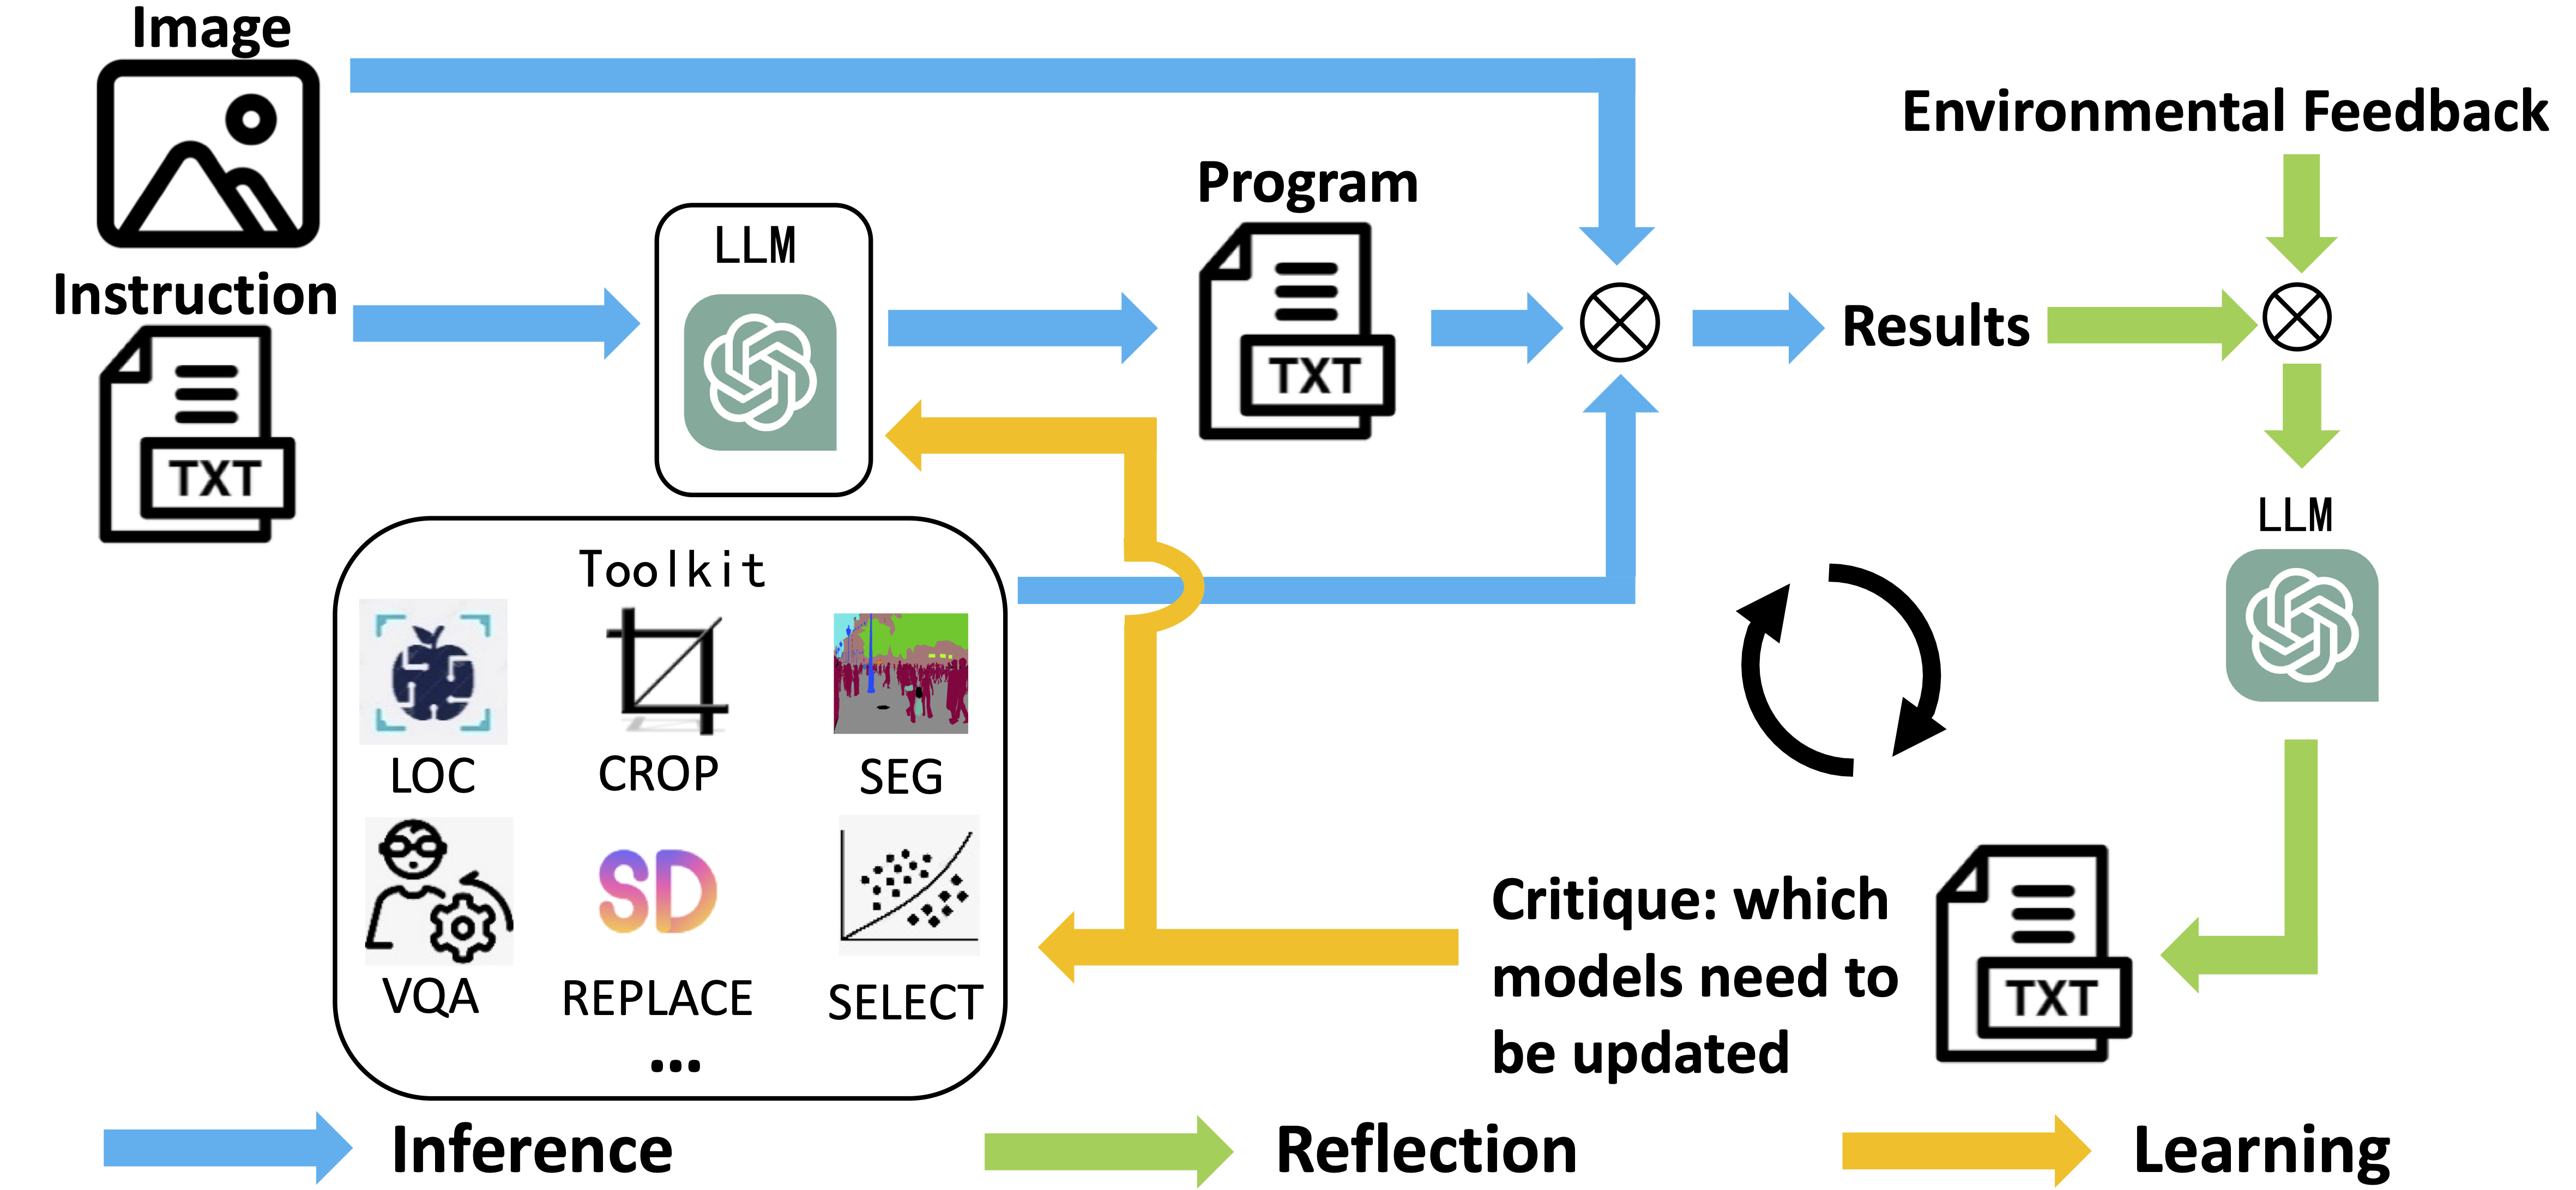 Image
Instruction
TXT
LLM
Program
TXT
Results
Environmental Feedback
LLM
Toolkit
LOC
CROP
SEG
VQA
SD
REPLACE
SELECT
...
Critique: which
models need to
be updated
TXT
Inference
Reflection
Learning